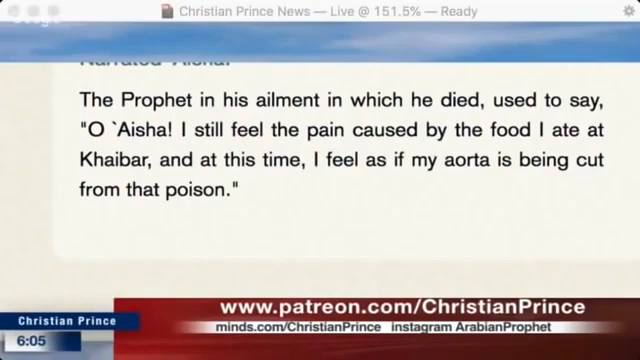 Christian Prince News — Live @ 151.5% — Ready
Narrated `Aisha:
The Prophet in his ailment in which he died, used to say,
"O `Aisha! I still feel the pain caused by the food I ate at
Khaibar, and at this time, I feel as if my aorta is being cut
from that poison."
www.patreon.com/ChristianPrince
Christian Prince
minds.com/ChristianPrince instagram ArabianProphet
6:05